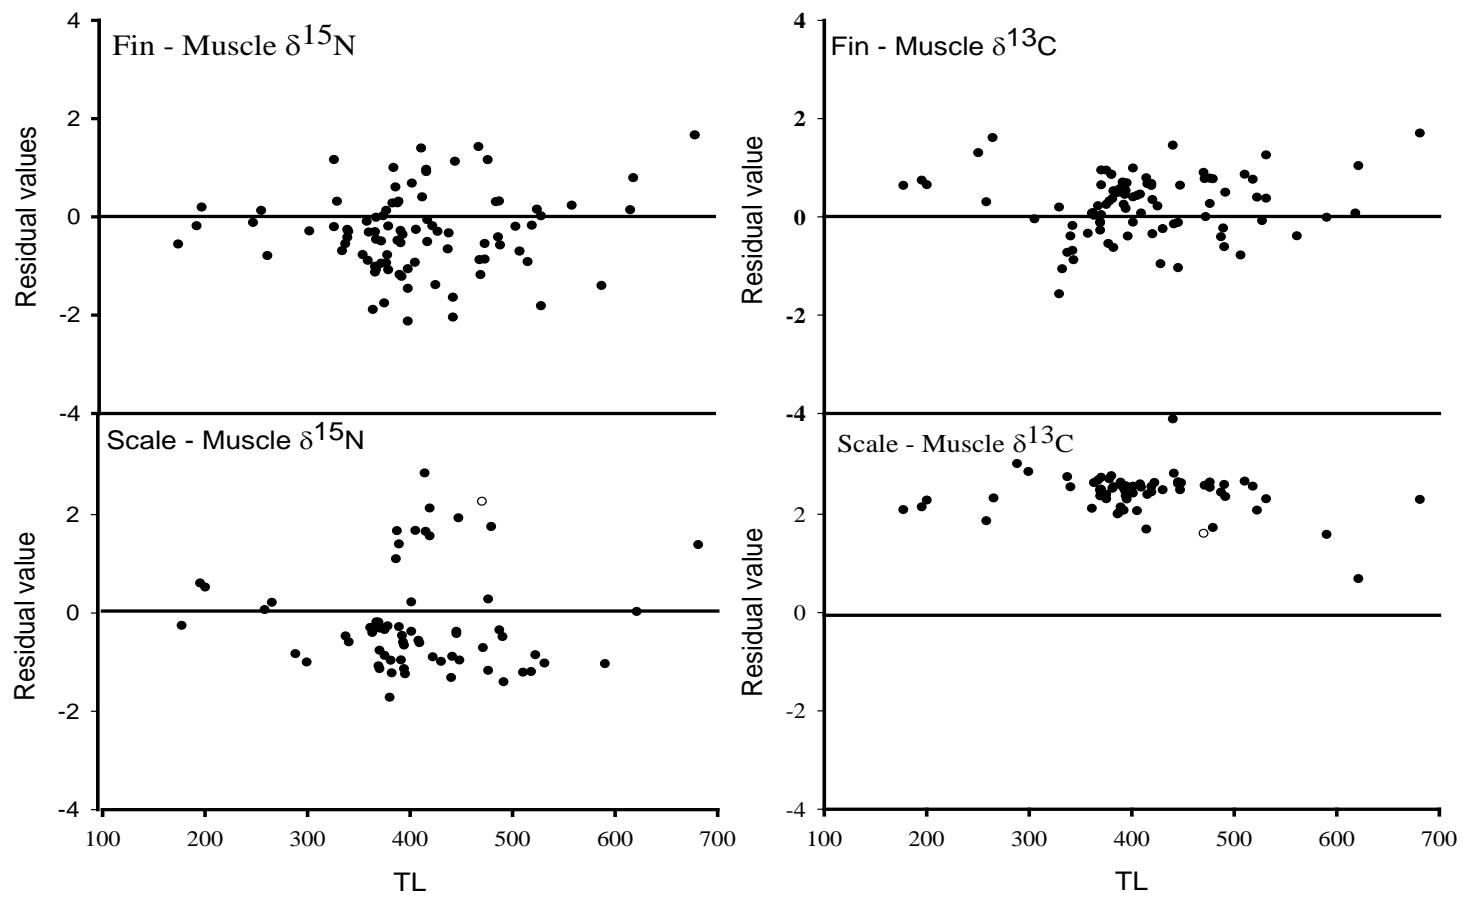 Fin - Muscle δ15N
Residual values
4
2
0
-2
-4
Fin - Muscle δ13C
Residual value
4
2
0
-2
-4
Scale - Muscle δ15N
Residual value
2
0
-2
-4
100 200 300 400 500 600 700
TL
Scale - Muscle δ13C
Residual value
2
0
-2
-4
100 200 300 400 500 600 700
TL